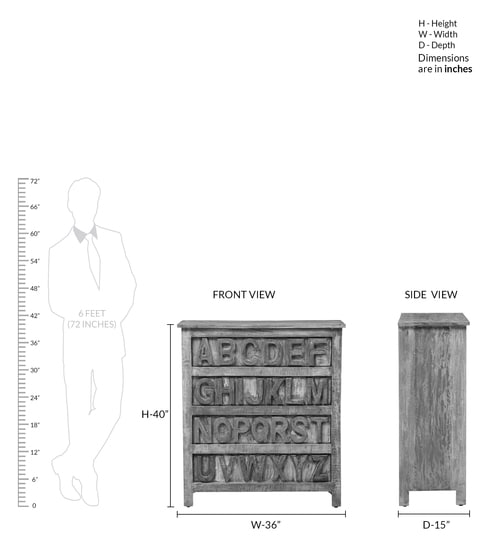 H - Height
W - Width
D - Depth
Dimensions
are in inches
72"
66"
60"
54"
48"
42"
36"
30"
24"
18"
12"
6"
0
6 FEET
(72 INCHES)
FRONT VIEW
SIDE VIEW
H-40"
ABCDEF
GHIJKLM
NOPQRST
UVWXYZ
W-36"
D-15"